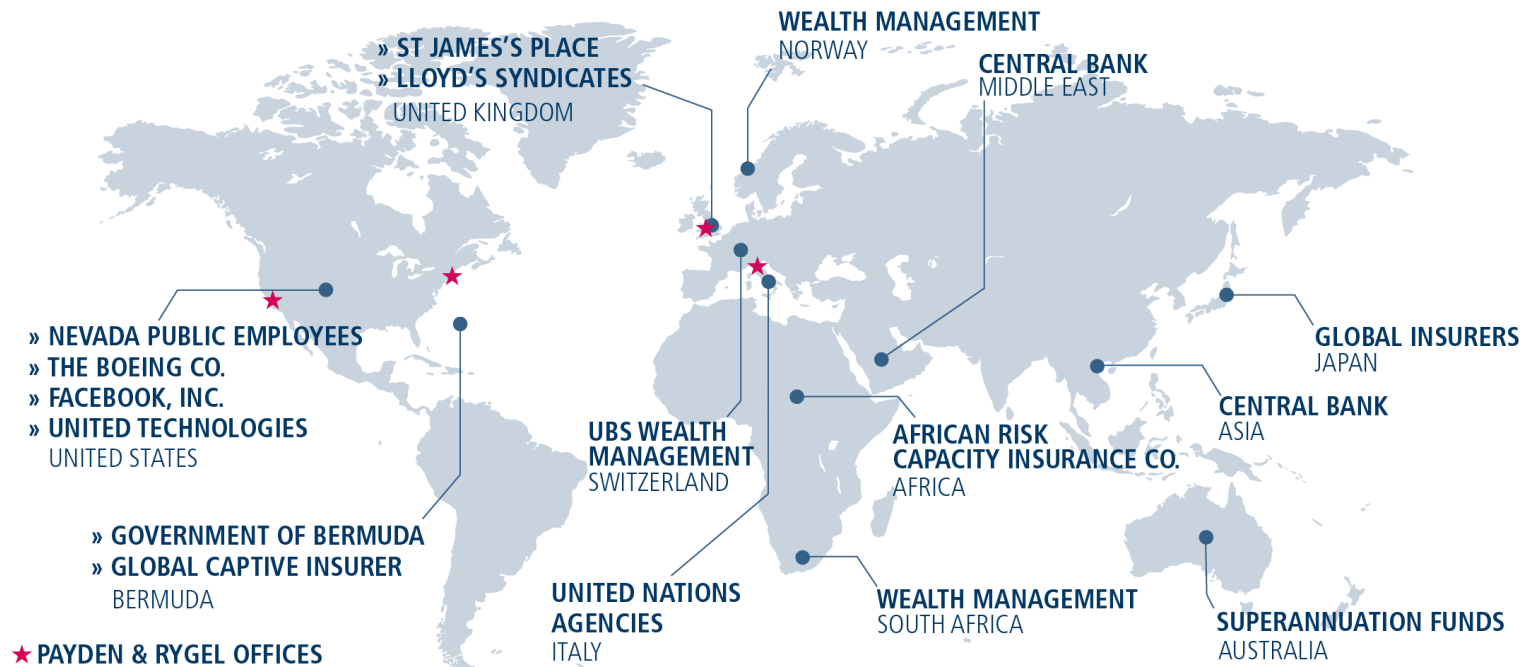 » ST JAMES’S PLACE
» LLOYD’S SYNDICATES
UNITED KINGDOM
WEALTH MANAGEMENT
NORWAY
CENTRAL BANK
MIDDLE EAST
» NEVADA PUBLIC EMPLOYEES
» THE BOEING CO.
» FACEBOOK, INC.
» UNITED TECHNOLOGIES
UNITED STATES
GLOBAL INSURERS
JAPAN
CENTRAL BANK
ASIA
UBS WEALTH
MANAGEMENT
SWITZERLAND
AFRICAN RISK
CAPACITY INSURANCE CO.
AFRICA
» GOVERNMENT OF BERMUDA
» GLOBAL CAPTIVE INSURER
BERMUDA
UNITED NATIONS
AGENCIES
ITALY
WEALTH MANAGEMENT
SOUTH AFRICA
SUPERANNUATION FUNDS
AUSTRALIA
PAYDEN & RYGEL OFFICES